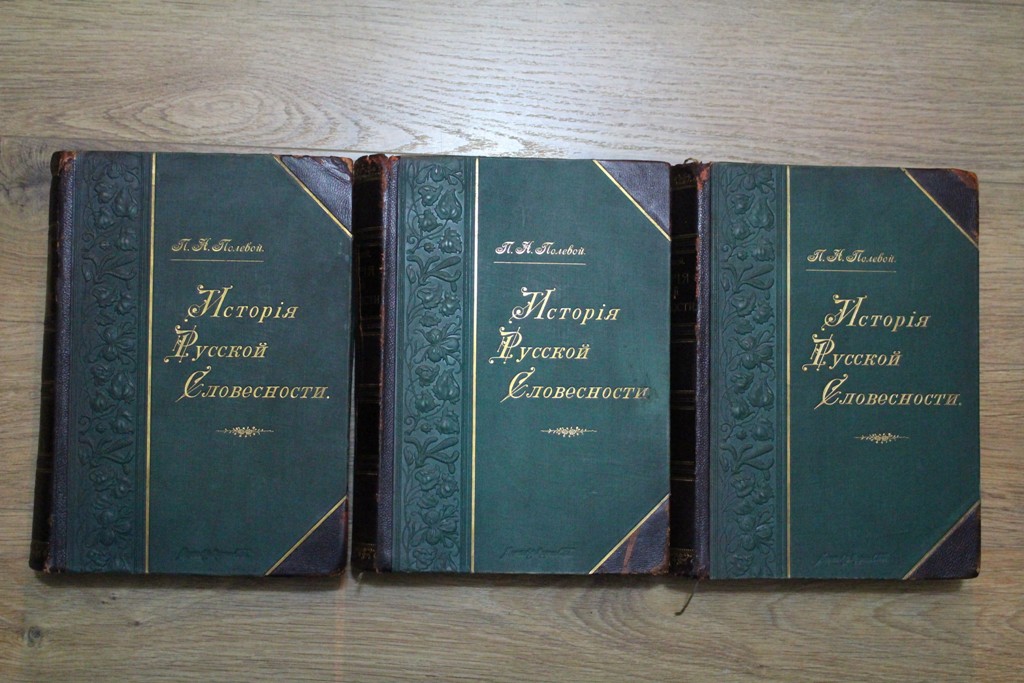 П. Н. Полевой.
Исторія
Русской
Словесности.
П. Н. Полевой.
Исторія
Русской
Словесности.
П. Н. Полевой.
Исторія
Русской
Словесности.